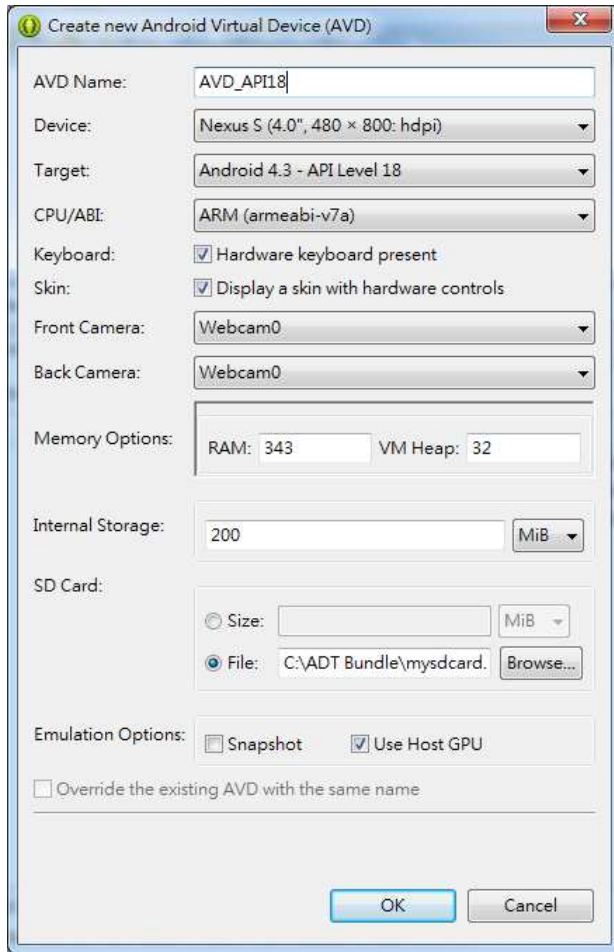 Create new Android Virtual Device (AVD)
AVD Name: AVD_API18
Device: Nexus S (4.0", 480 × 800: hdpi)
Target: Android 4.3 - API Level 18
CPU/ABI: ARM (armeabi-v7a)
Keyboard: Hardware keyboard present
Skin: Display a skin with hardware controls
Front Camera: Webcam0
Back Camera: Webcam0
Memory Options: RAM: 343 VM Heap: 32
Internal Storage: 200 MiB
SD Card:
Size: MiB
File: C:\ADT Bundle\mysdcard. Browse...
Emulation Options: Snapshot Use Host GPU
Override the existing AVD with the same name
OK Cancel